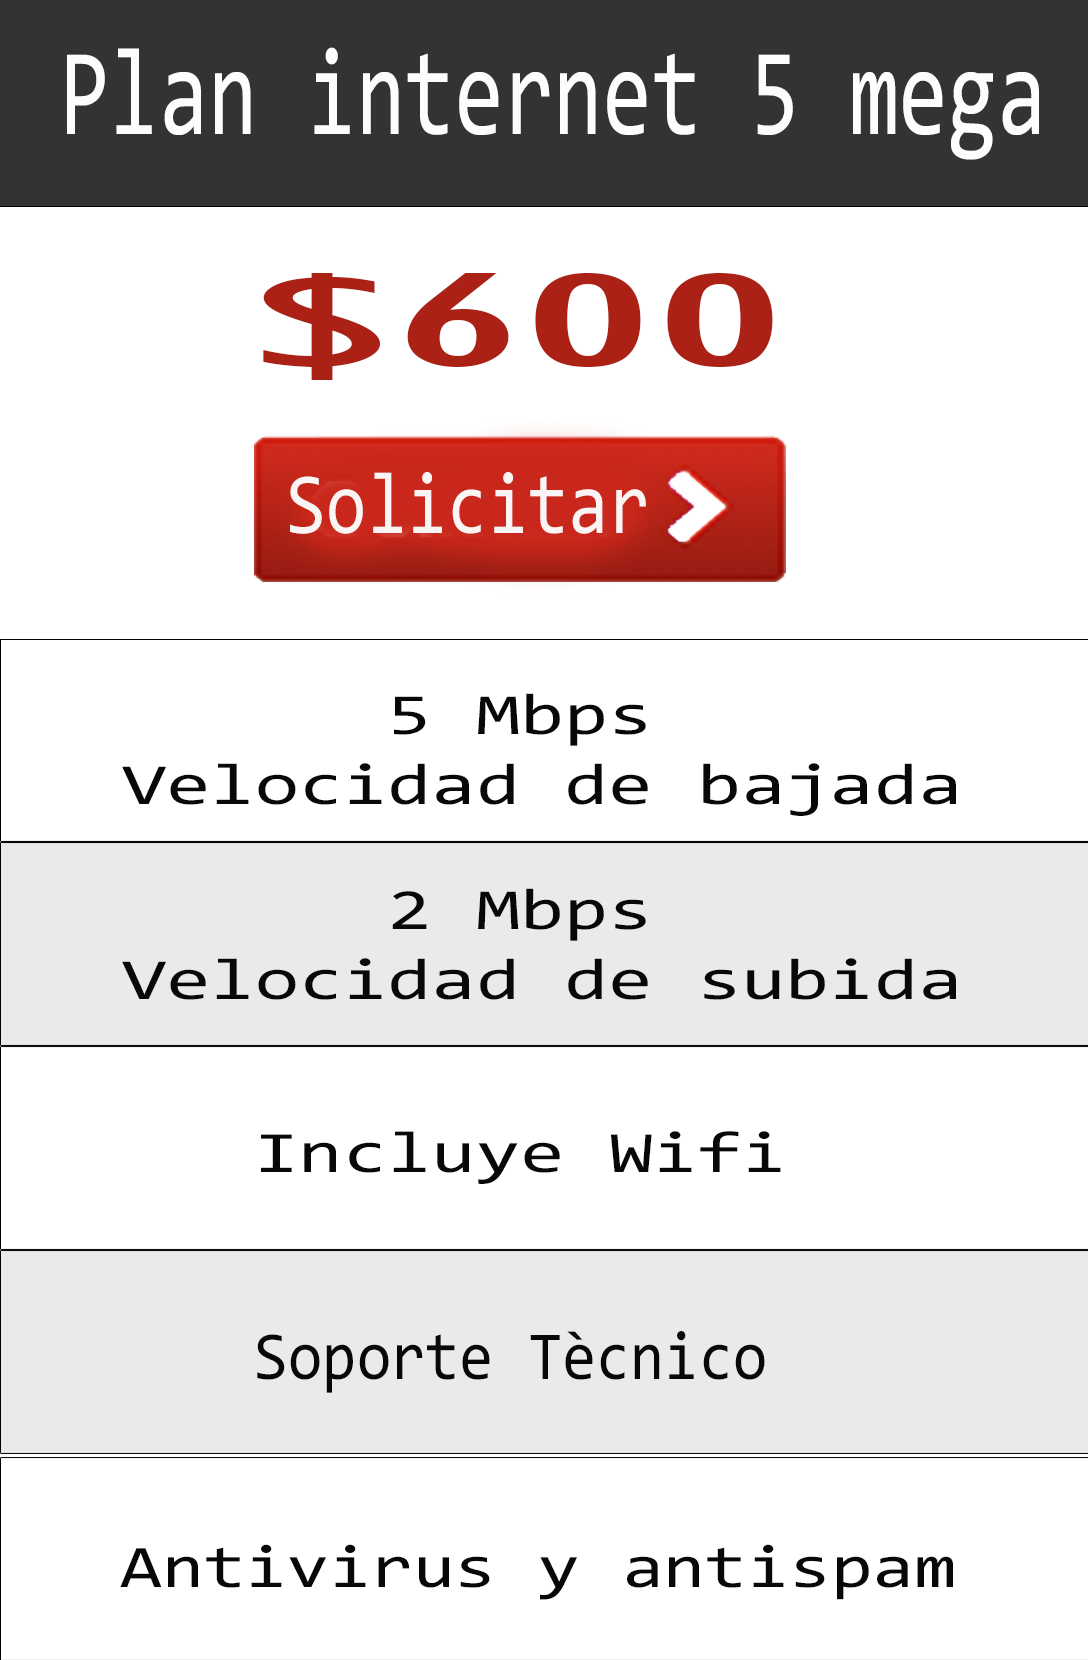 Plan internet 5 mega
$600
Solicitar
5 Mbps
Velocidad de bajada
2 Mbps
Velocidad de subida
Incluye Wifi
Soporte Tècnico
Antivirus y antispam